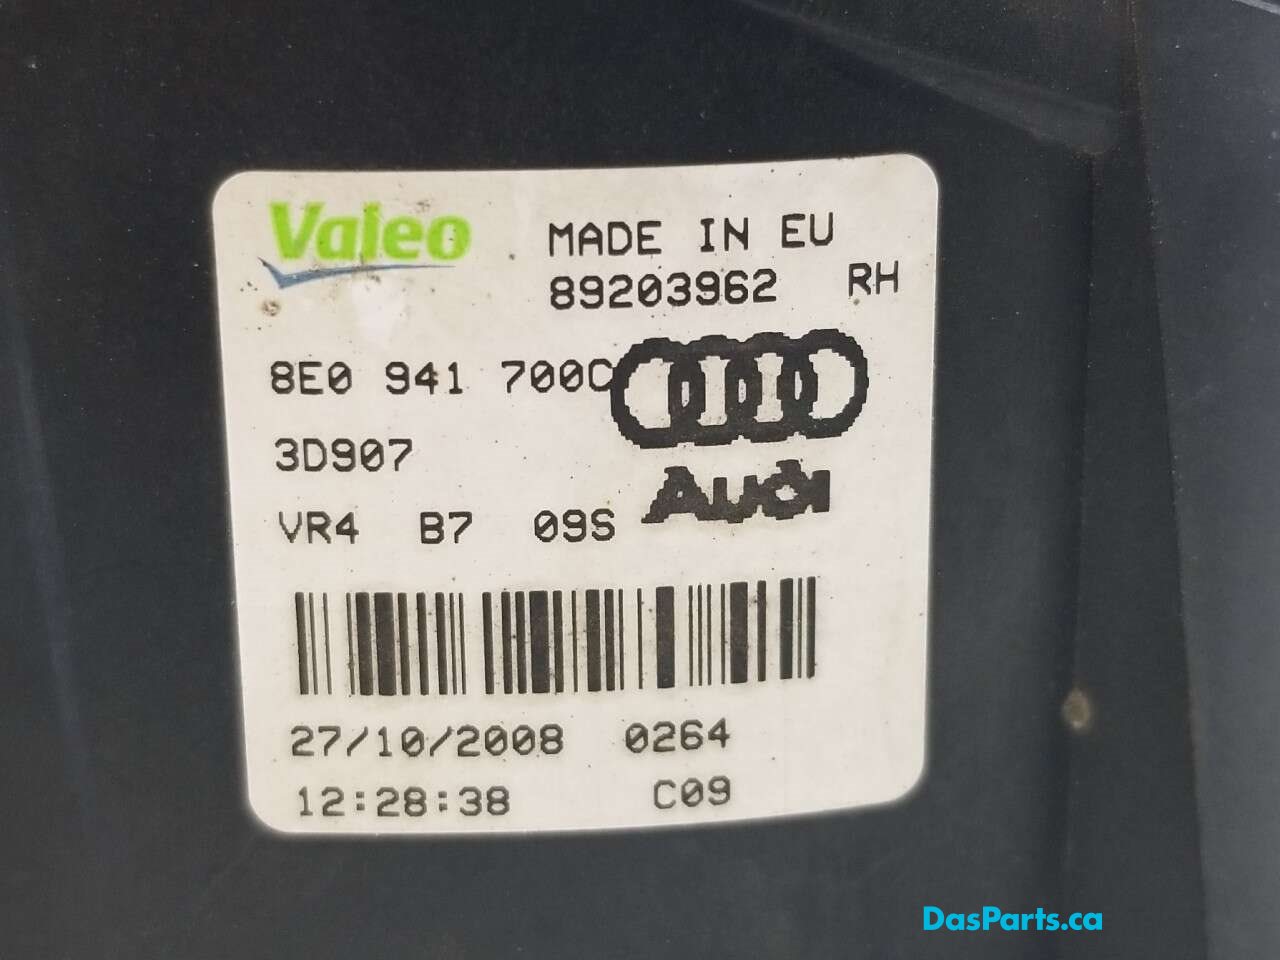 Valeo
MADE IN EU
89203962 RH
8E0 941 700C
3D907
Audi
VR4 B7 09S
27/10/2008 0264
12:28:38 C09
DasParts.ca